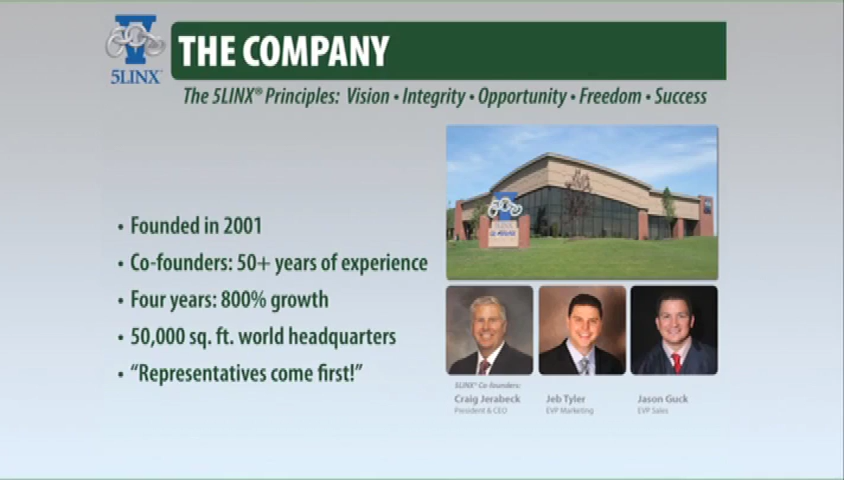 5LINX
THE COMPANY
The 5LINX® Principles: Vision • Integrity • Opportunity • Freedom • Success
• Founded in 2001
• Co-founders: 50+ years of experience
• Four years: 800% growth
• 50,000 sq. ft. world headquarters
• “Representatives come first!”
5LINX® Co-founders:
Craig Jerabeck
President & CEO
Jeb Tyler
EVP Marketing
Jason Guck
EVP Sales